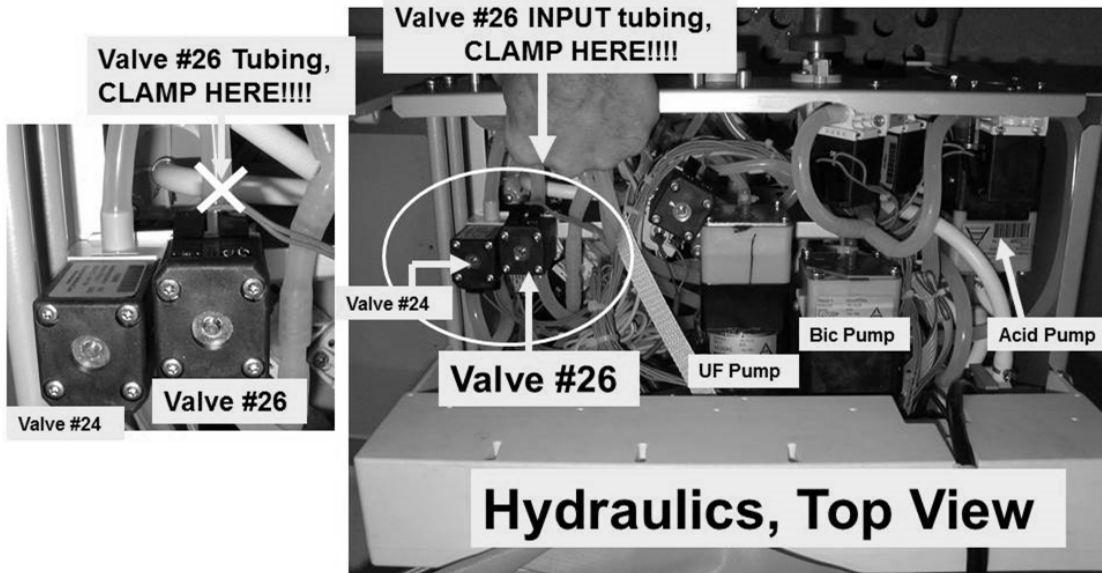 Valve #26 Tubing,
CLAMP HERE!!!!
Valve #24
Valve #26
Valve #26 INPUT tubing,
CLAMP HERE!!!!
Valve #24
Valve #26
UF Pump
Bic Pump
Acid Pump
Hydraulics, Top View